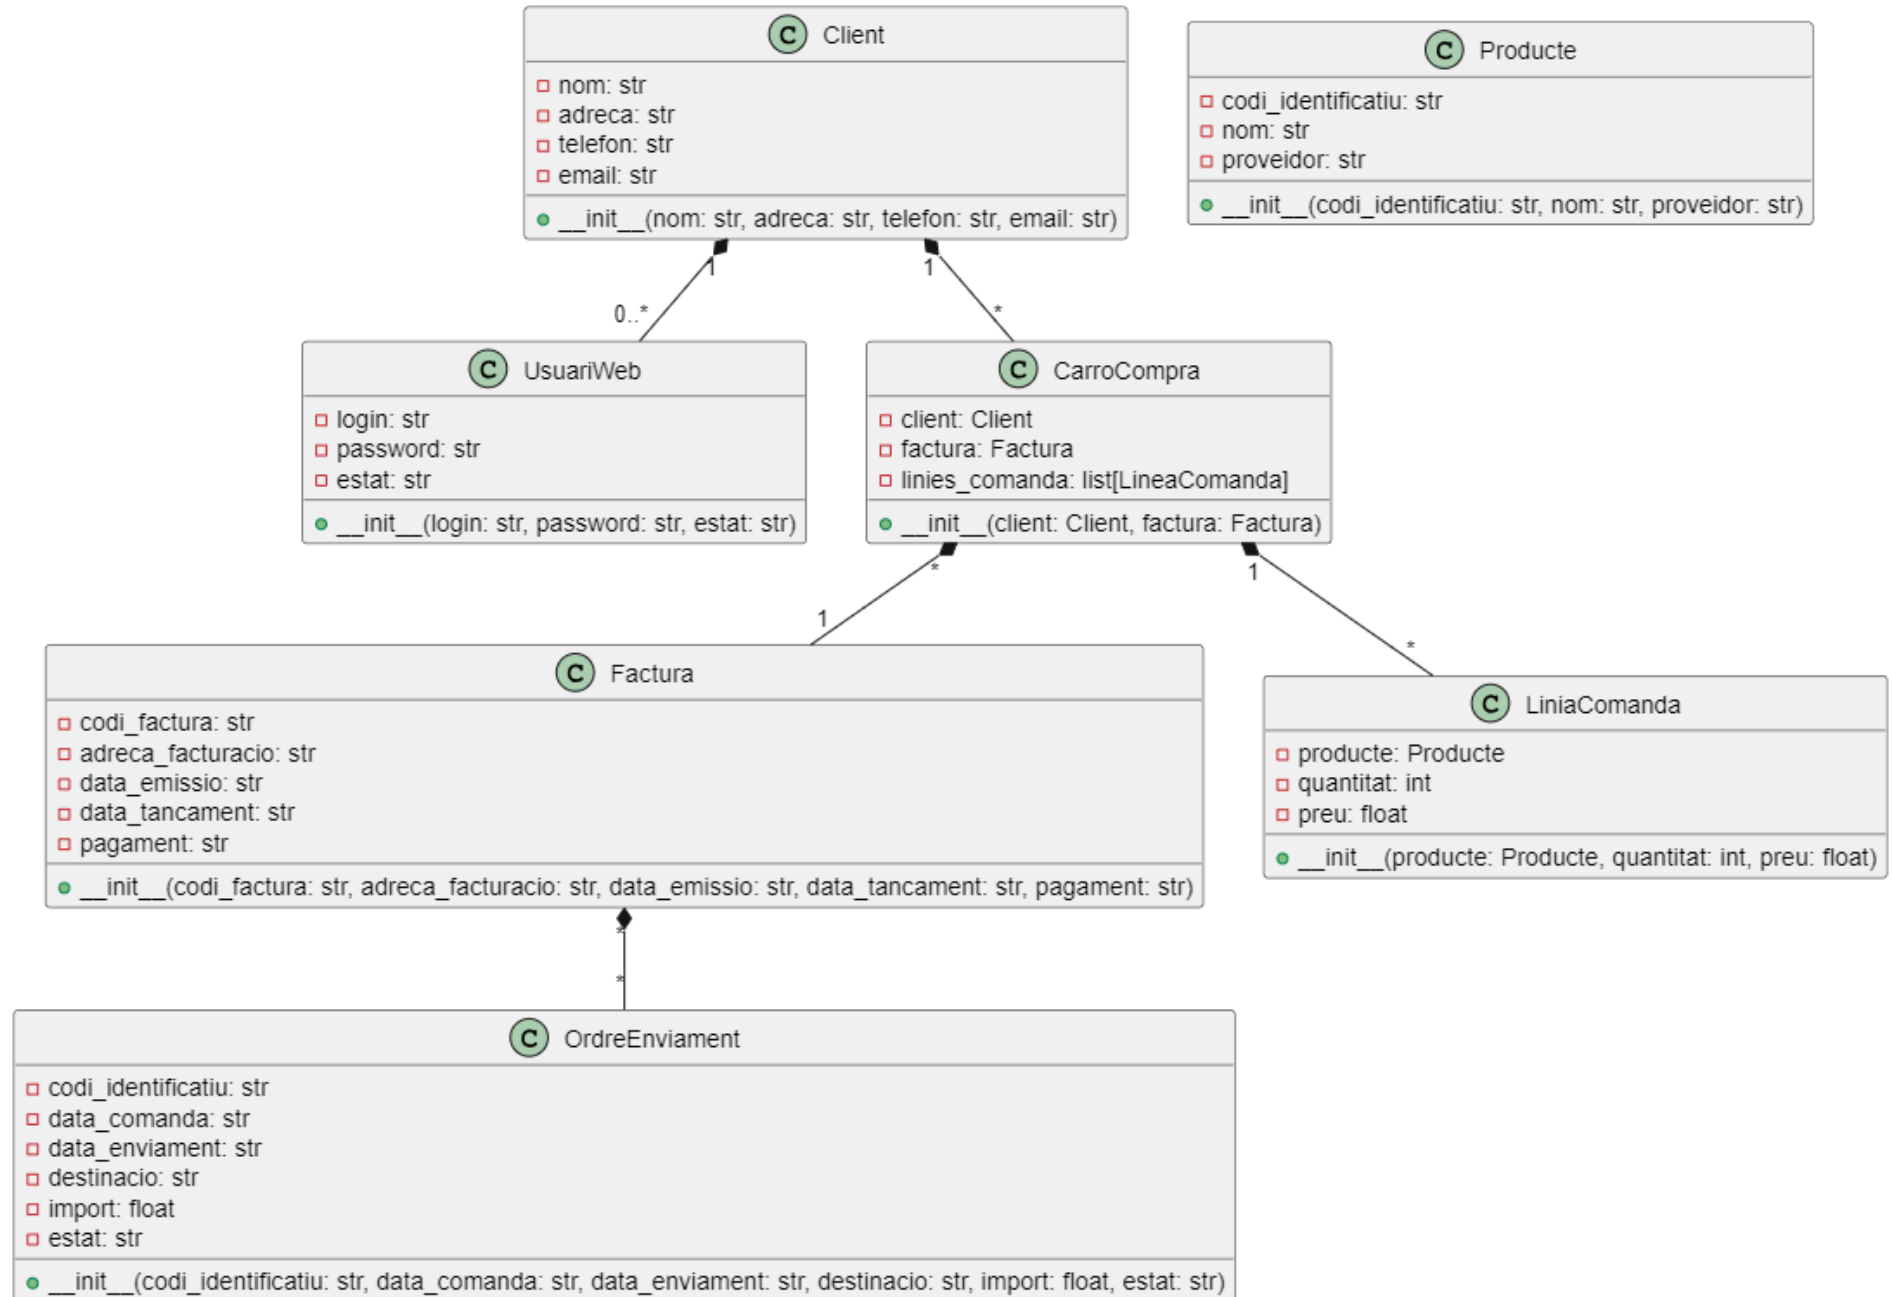 C Client
nom: str
adreca: str
telefon: str
email: str
__init__(nom: str, adreca: str, telefon: str, email: str)
C Producte
codi_identificatiu: str
nom: str
proveidor: str
__init__(codi_identificatiu: str, nom: str, proveidor: str)
1
1
0..*
*
C UsuariWeb
login: str
password: str
estat: str
__init__(login: str, password: str, estat: str)
C CarroCompra
client: Client
factura: Factura
linies_comanda: list[LineaComanda]
__init__(client: Client, factura: Factura)
*
1
1
*
C Factura
codi_factura: str
adreca_facturacio: str
data_emissio: str
data_tancament: str
pagament: str
__init__(codi_factura: str, adreca_facturacio: str, data_emissio: str, data_tancament: str, pagament: str)
C LiniaComanda
producte: Producte
quantitat: int
preu: float
__init__(producte: Producte, quantitat: int, preu: float)
*
*
C OrdreEnviament
codi_identificatiu: str
data_comanda: str
data_enviament: str
destinacio: str
import: float
estat: str
__init__(codi_identificatiu: str, data_comanda: str, data_enviament: str, destinacio: str, import: float, estat: str)